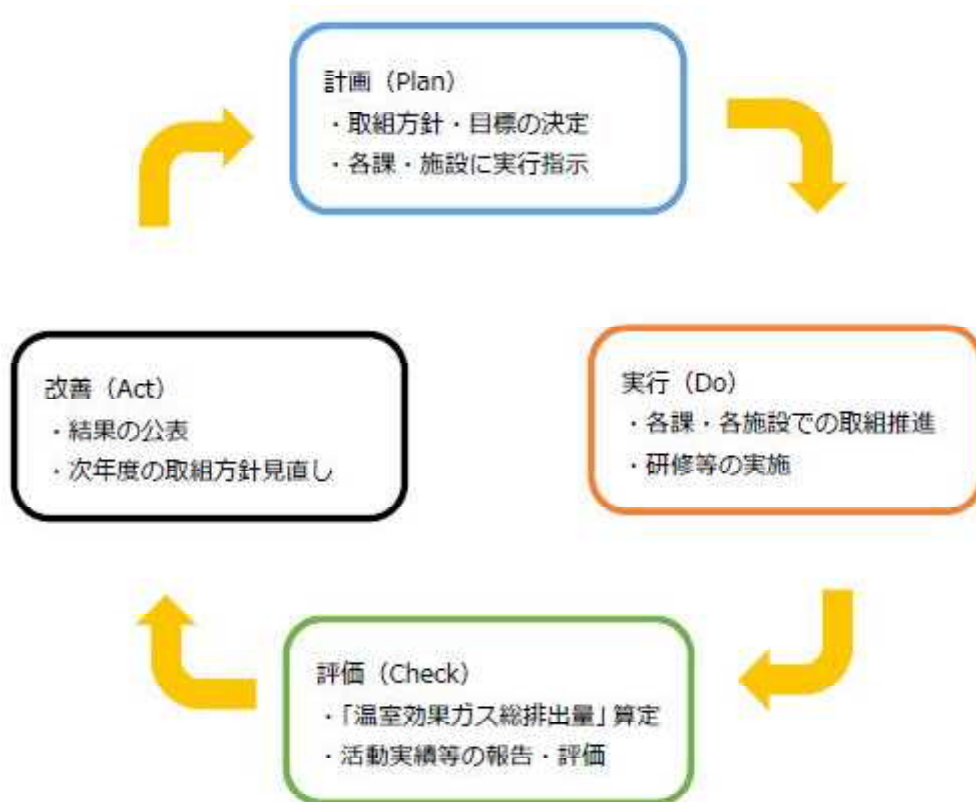 計画（Plan）
・取組方針・目標の決定
・各課・施設に実行指示
実行（Do）
・各課・各施設での取組推進
・研修等の実施
評価（Check）
・「温室効果ガス総排出量」算定
・活動実績等の報告・評価
改善（Act）
・結果の公表
・次年度の取組方針見直し